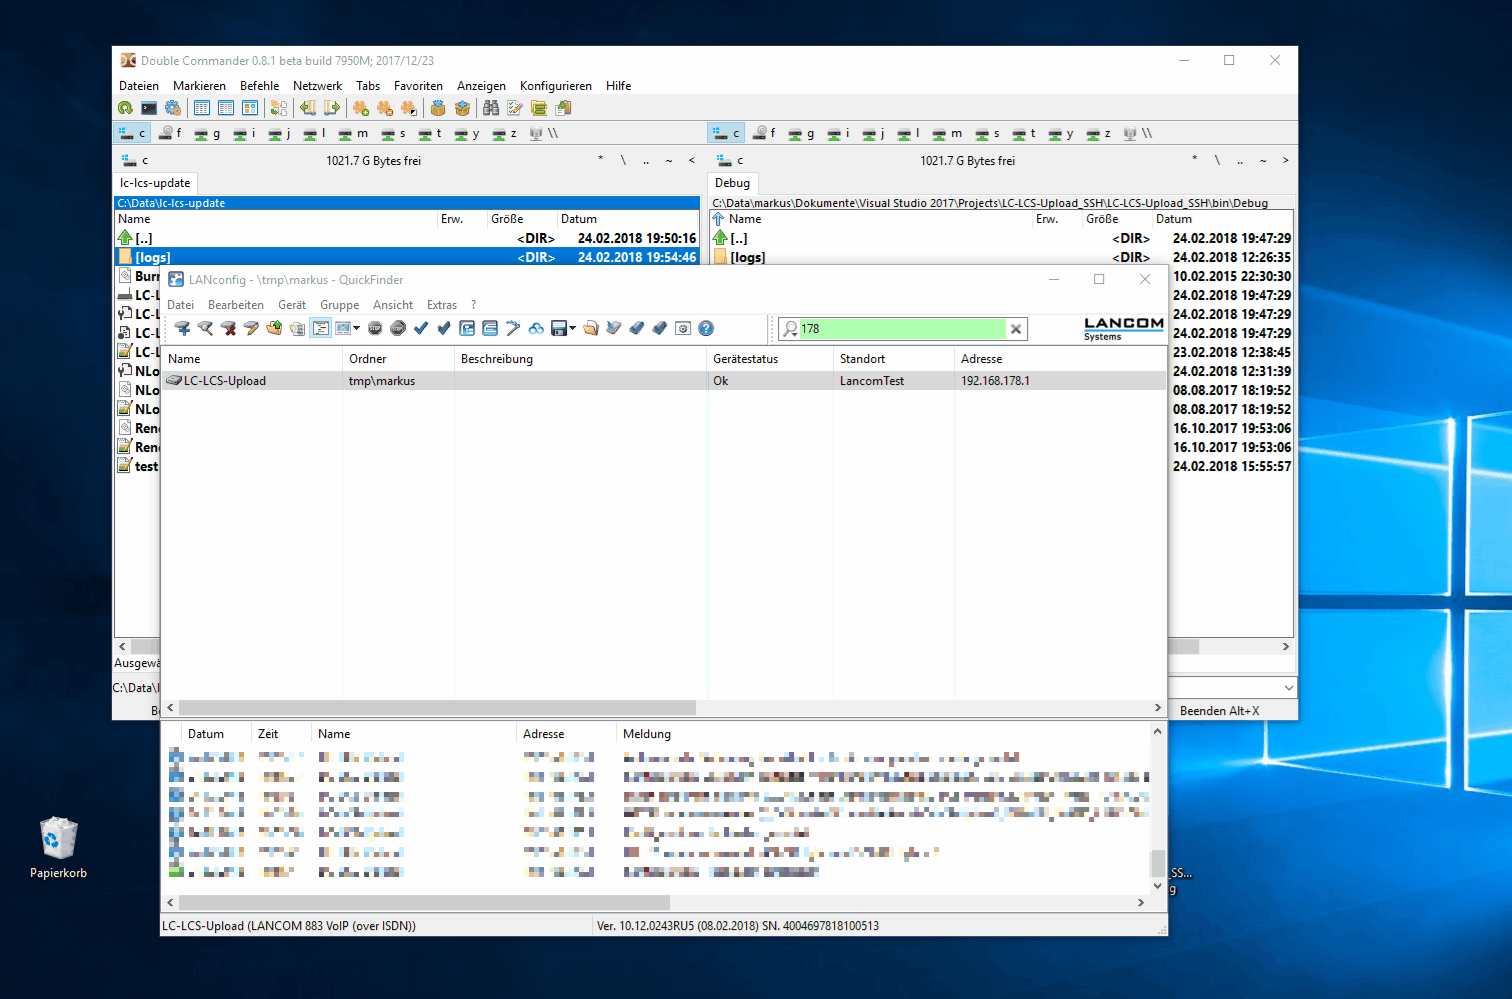 Double Commander 0.8.1 beta build 7950M; 2017/12/23
Dateien Markieren Befehle Netzwerk Tabs Favoriten Anzeigen Konfigurieren Hilfe
c f g i j l m s t y z \\ c f g i j l m s t y z \\
c 1021.7 G Bytes frei * \ .. ~ < c 1021.7 G Bytes frei * \ .. ~ >
lc-lcs-update Debug
C:\Data\lc-lcs-update C:\Data\markus\Dokumente\Visual Studio 2017\Projects\LC-LCS-Upload_SSH\LC-LCS-Upload_SSH\bin\Debug
Name Erw. Größe Datum Name Erw. Größe Datum
[..] <DIR> 24.02.2018 19:50:16 [..] <DIR> 24.02.2018 19:47:29
[logs] <DIR> 24.02.2018 19:54:46 [logs] <DIR> 24.02.2018 12:26:35
Burn 10.02.2015 22:30:30
LC-L 24.02.2018 19:47:29
LC-L 24.02.2018 19:47:29
LC-L 24.02.2018 19:47:29
LC-L 23.02.2018 12:38:45
NLo 24.02.2018 12:31:39
NLo 08.08.2017 18:19:52
NLo 08.08.2017 18:19:52
Rene 16.10.2017 19:53:06
Rene 16.10.2017 19:53:06
test 24.02.2018 15:55:57
Ausgewä
C:\Data\l
Be Beenden Alt+X
LANconfig - \tmp\markus - QuickFinder
Datei Bearbeiten Gerät Gruppe Ansicht Extras ?
STOP STOP 178 LANCOM
Systems
Name Ordner Beschreibung Gerätestatus Standort Adresse
LC-LCS-Upload tmp\markus Ok LancomTest 192.168.178.1
Datum Zeit Name Adresse Meldung
LC-LCS-Upload (LANCOM 883 VoIP (over ISDN)) Ver. 10.12.0243RU5 (08.02.2018) SN. 4004697818100513
Papierkorb
_SS...
g